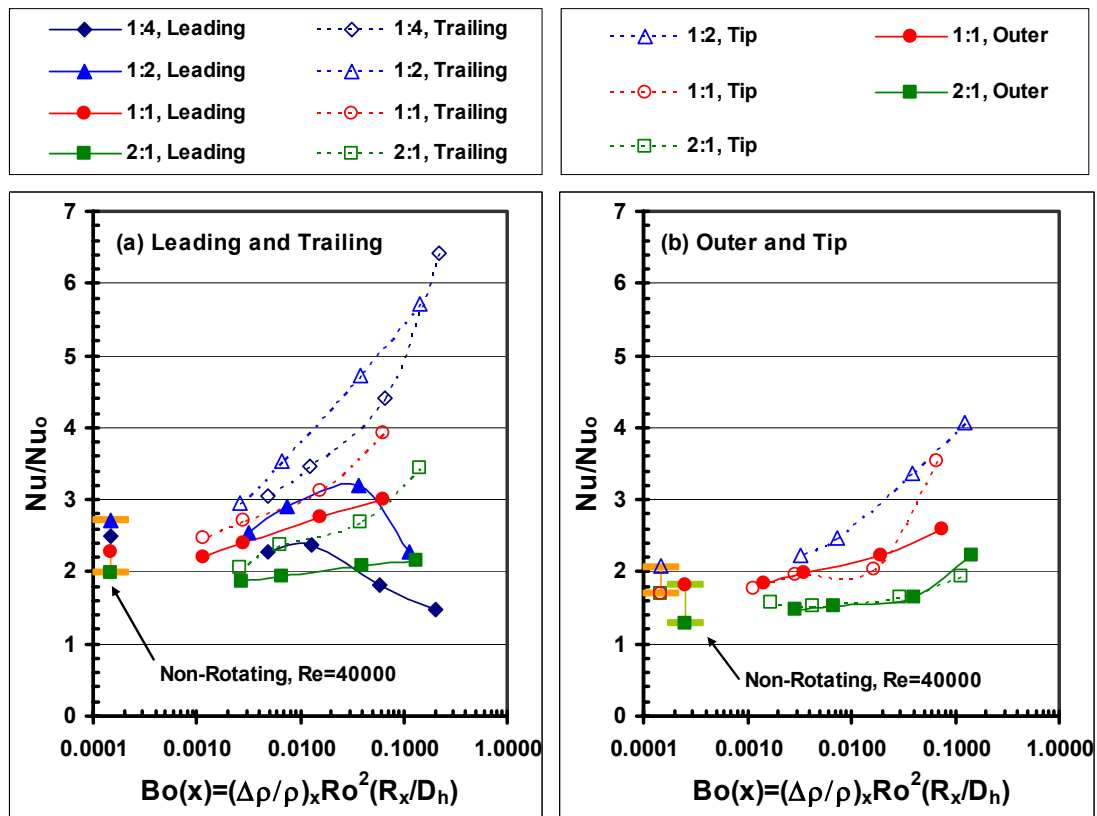 1:4, Leading 1:4, Trailing
1:2, Leading 1:2, Trailing
1:1, Leading 1:1, Trailing
2:1, Leading 2:1, Trailing
1:2, Tip 1:1, Outer
1:1, Tip 2:1, Outer
2:1, Tip
(a) Leading and Trailing
Nu/Nuo
7
6
5
4
3
2
1
0
Non-Rotating, Re=40000
0.0001 0.0010 0.0100 0.1000 1.0000
Bo(x)=(Δρ/ρ)ₓRo²(Rₓ/Dₕ)
(b) Outer and Tip
Nu/Nuo
7
6
5
4
3
2
1
0
Non-Rotating, Re=40000
0.0001 0.0010 0.0100 0.1000 1.0000
Bo(x)=(Δρ/ρ)ₓRo²(Rₓ/Dₕ)